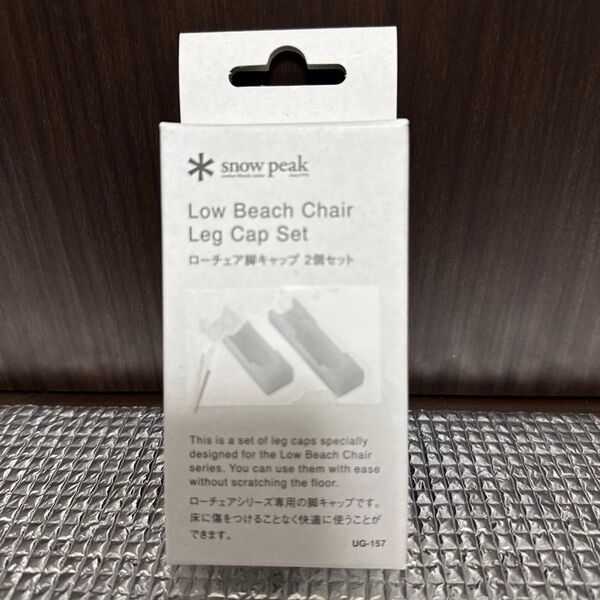 snow peak
Low Beach Chair
Leg Cap Set
ローチェア脚キャップ 2個セット
This is a set of leg caps specially
designed for the Low Beach Chair
series. You can use them with ease
without scratching the floor.
ローチェアシリーズ専用の脚キャップです。
床に傷をつけることなく快適に使うことが
できます。
UG-157